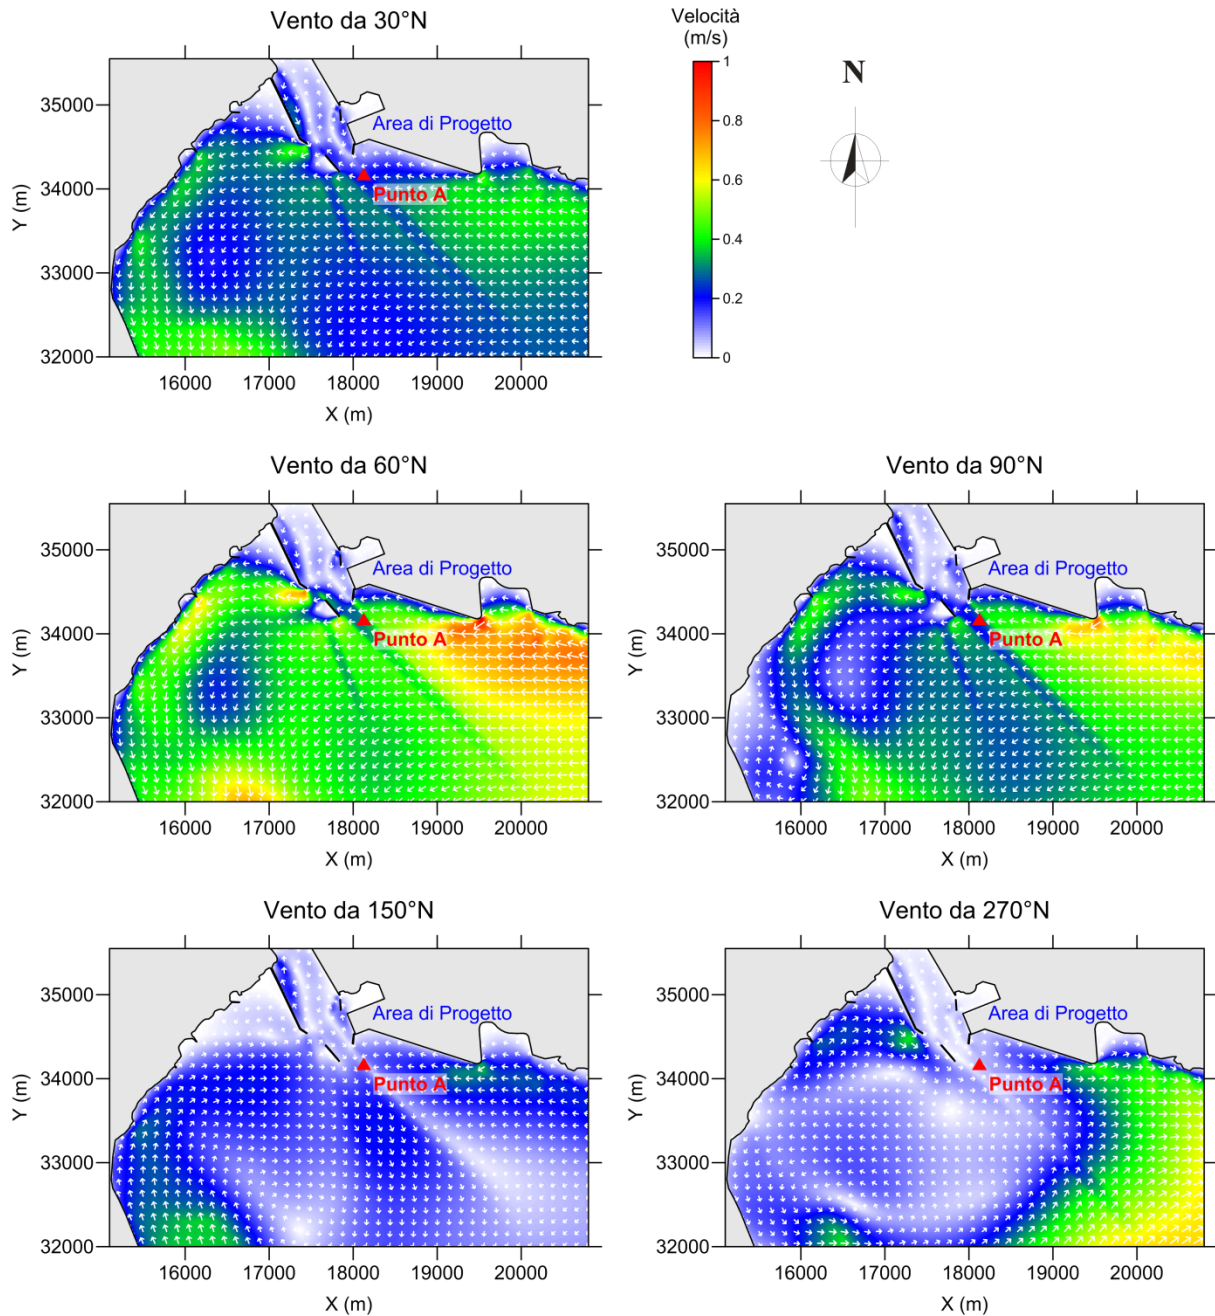 Vento da 30°N
Velocità
(m/s)
N
1
0.8
0.6
0.4
0.2
0
35000
34000
33000
32000
Y (m)
Area di Progetto
Punto A
16000 17000 18000 19000 20000
X (m)
Vento da 60°N
35000
34000
33000
32000
Y (m)
Area di Progetto
Punto A
16000 17000 18000 19000 20000
X (m)
Vento da 90°N
35000
34000
33000
32000
Y (m)
Area di Progetto
Punto A
16000 17000 18000 19000 20000
X (m)
Vento da 150°N
35000
34000
33000
32000
Y (m)
Area di Progetto
Punto A
16000 17000 18000 19000 20000
X (m)
Vento da 270°N
35000
34000
33000
32000
Y (m)
Area di Progetto
Punto A
16000 17000 18000 19000 20000
X (m)